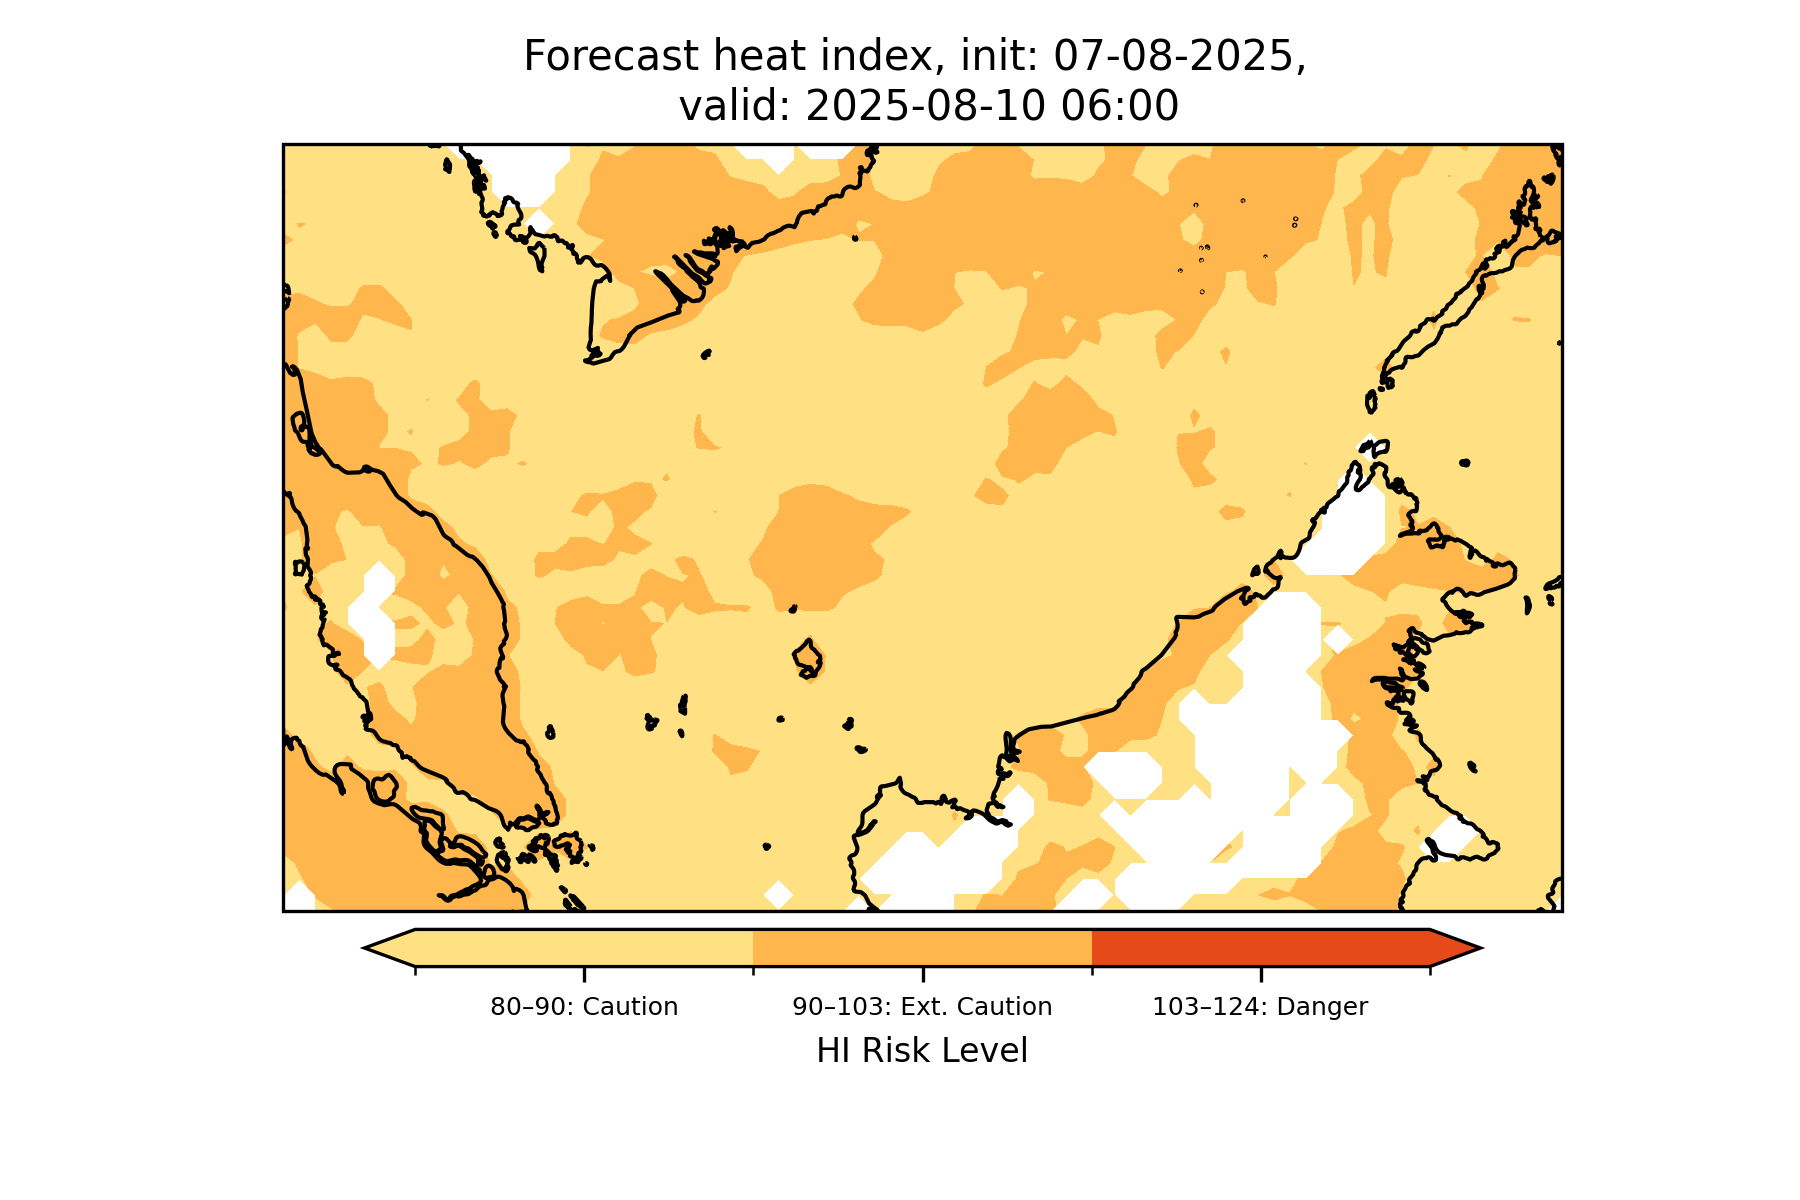 Forecast heat index, init: 07-08-2025,
valid: 2025-08-10 06:00
80–90: Caution
90–103: Ext. Caution
103–124: Danger
HI Risk Level